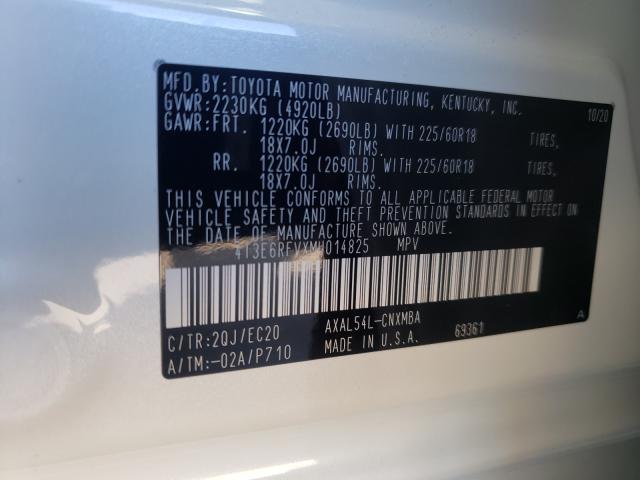 MFD.BY:TOYOTA MOTOR MANUFACTURING, KENTUCKY, INC.
GVWR:2230KG (4920LB) 10/20
GAWR:FRT. 1220KG (2690LB) WITH 225/60R18 TIRES,
18X7.0J RIMS.
RR. 1220KG (2690LB) WITH 225/60R18 TIRES,
18X7.0J RIMS.
THIS VEHICLE CONFORMS TO ALL APPLICABLE FEDERAL MOTOR
VEHICLE SAFETY AND THEFT PREVENTION STANDARDS IN EFFECT ON
THE DATE OF MANUFACTURE SHOWN ABOVE.
4T3E6RFVXMU014825 MPV
C/TR:20J/EC20 AXAL54L-CNXMBA 69361 A
A/TM:-02A/P710 MADE IN U.S.A.